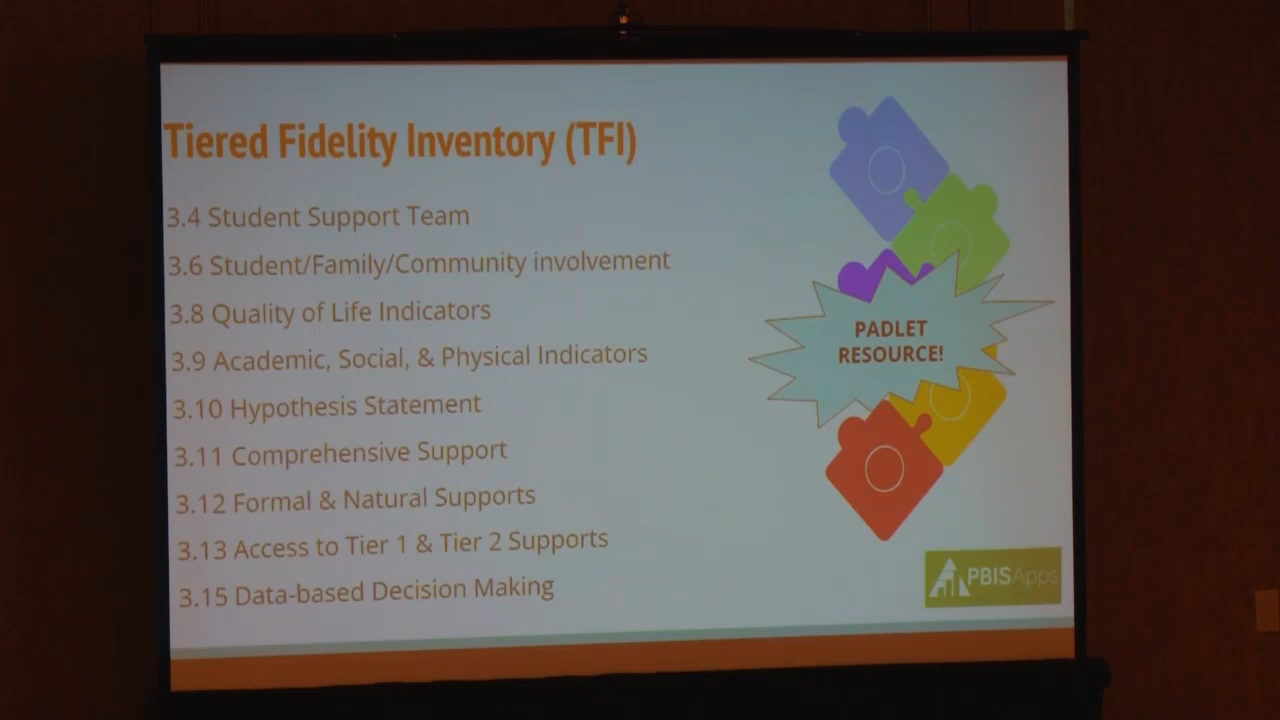 Tiered Fidelity Inventory (TFI)
3.4 Student Support Team
3.6 Student/Family/Community involvement
3.8 Quality of Life Indicators
3.9 Academic, Social, & Physical Indicators
3.10 Hypothesis Statement
3.11 Comprehensive Support
3.12 Formal & Natural Supports
3.13 Access to Tier 1 & Tier 2 Supports
3.15 Data-based Decision Making
PADLET
RESOURCE!
PBISApps